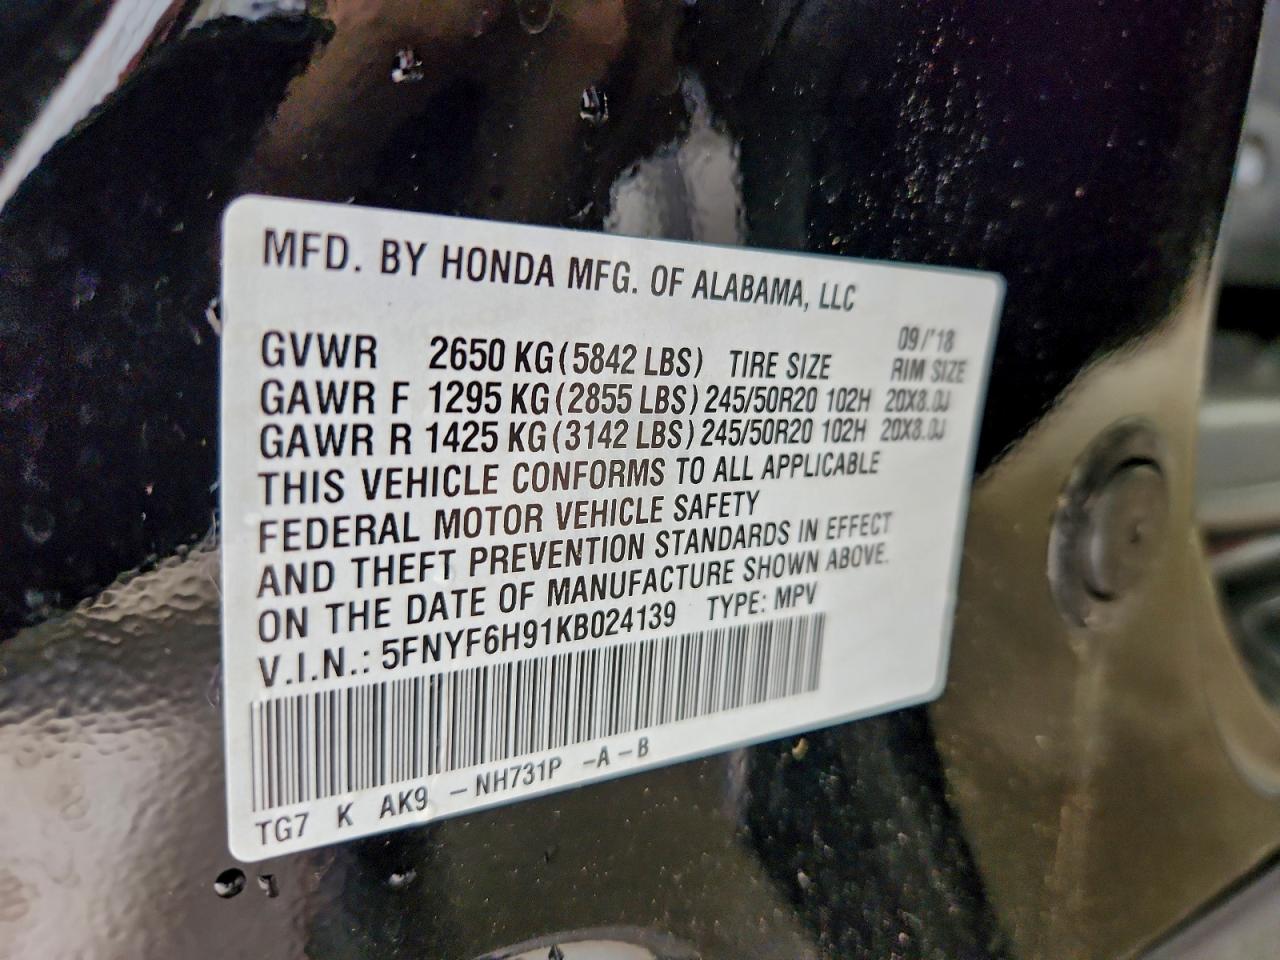 MFD. BY HONDA MFG. OF ALABAMA, LLC
09/'18
GVWR 2650 KG(5842 LBS) TIRE SIZE RIM SIZE
GAWR F 1295 KG(2855 LBS) 245/50R20 102H 20X8.0J
GAWR R 1425 KG(3142 LBS) 245/50R20 102H 20X8.0J
THIS VEHICLE CONFORMS TO ALL APPLICABLE
FEDERAL MOTOR VEHICLE SAFETY
AND THEFT PREVENTION STANDARDS IN EFFECT
ON THE DATE OF MANUFACTURE SHOWN ABOVE.
V.I.N.: 5FNYF6H91KB024139 TYPE: MPV
TG7 K AK9 - NH731P -A-B